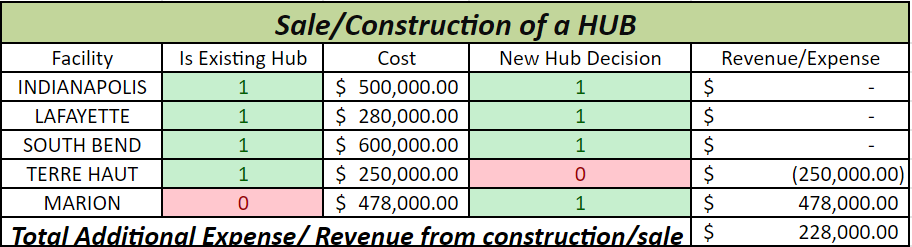 Sale/Construction of a HUB
Facility Is Existing Hub Cost New Hub Decision Revenue/Expense
INDIANAPOLIS 1 $ 500,000.00 1 $ -
LAFAYETTE 1 $ 280,000.00 1 $ -
SOUTH BEND 1 $ 600,000.00 1 $ -
TERRE HAUT 1 $ 250,000.00 0 $ (250,000.00)
MARION 0 $ 478,000.00 1 $ 478,000.00
Total Additional Expense/ Revenue from construction/sale $ 228,000.00